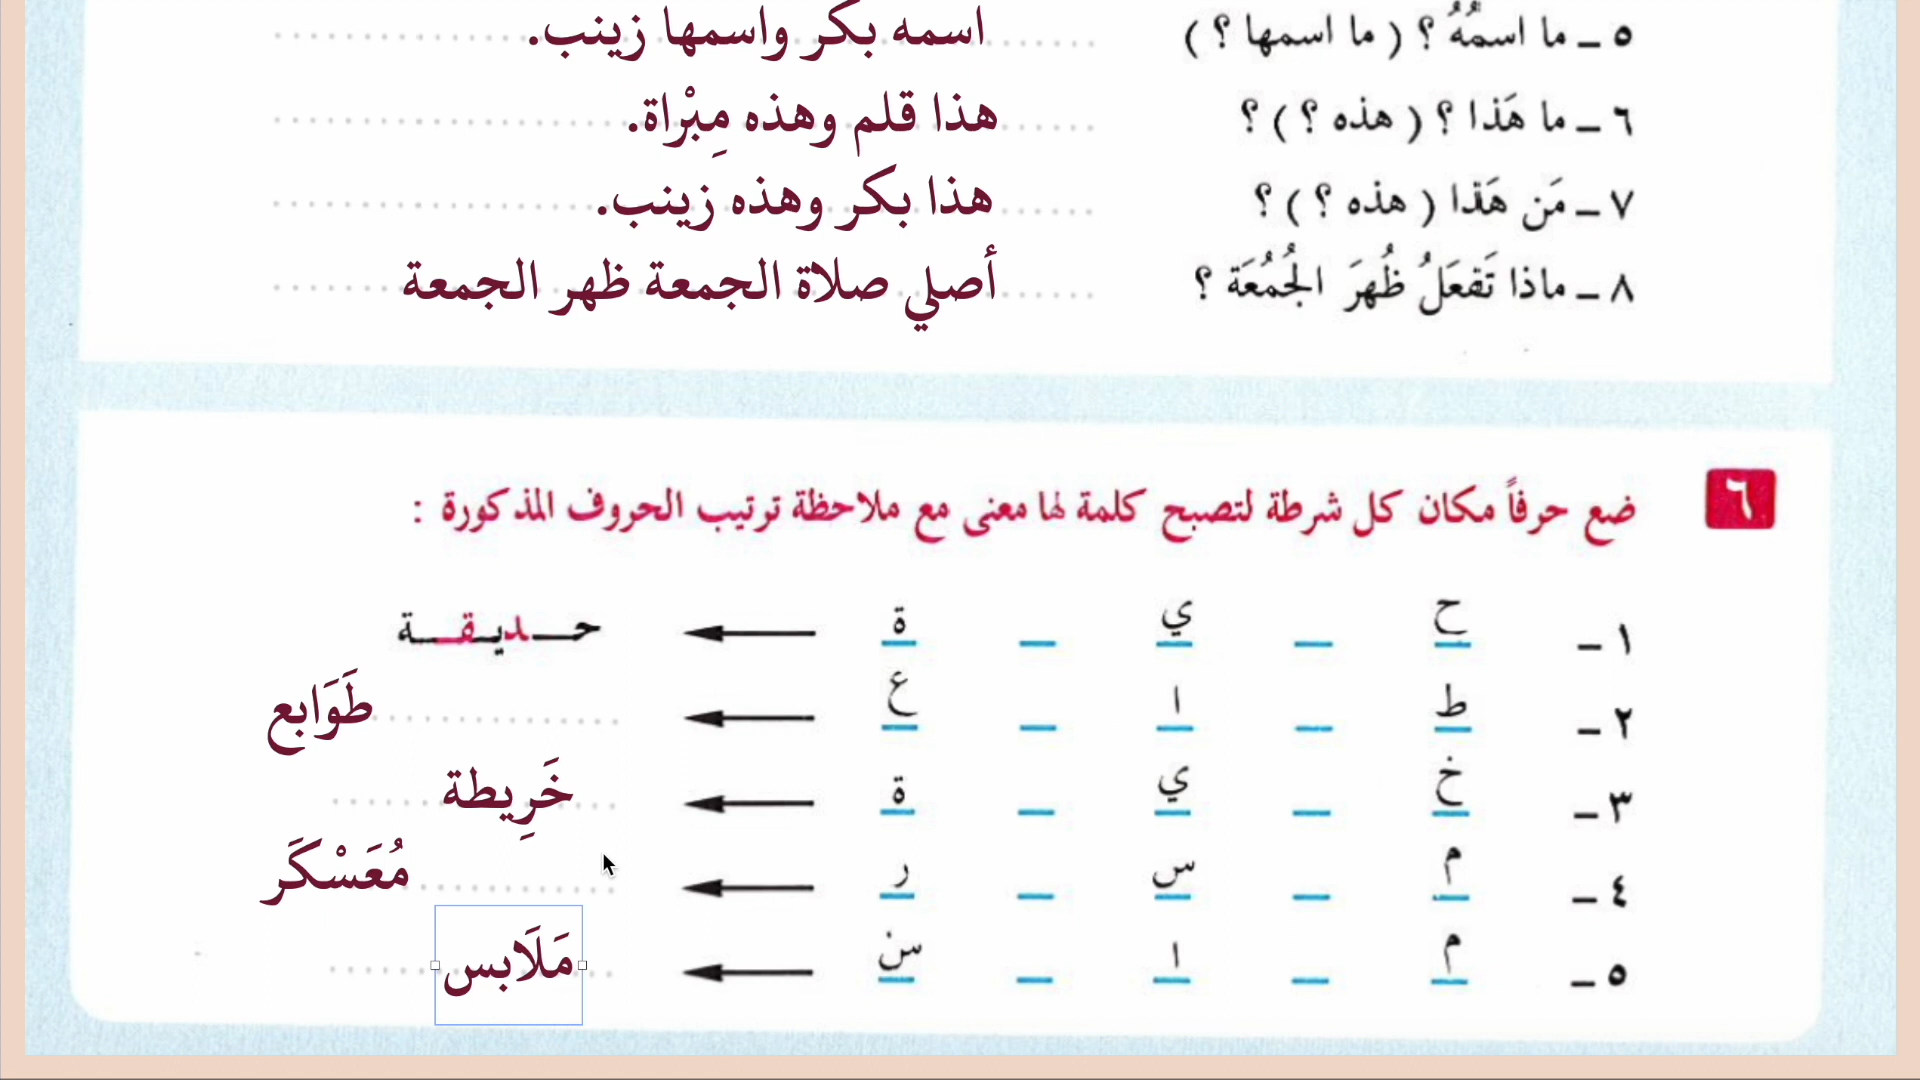 ٥ – ما اسمُهُ ؟ ( ما اسمها ؟ ) اسمه بكر واسمها زينب.
٦ – ما هَذا ؟ ( هذه ؟ ) ؟ هذا قلم وهذه مِبْراة.
٧ – مَن هَذا ( هذه ؟ ) ؟ هذا بكر وهذه زينب.
٨ – ماذا تَفعَلُ ظُهرَ الجُمُعَة ؟ أصلي صلاة الجمعة ظهر الجمعة
٦ ضع حرفاً مكان كل شرطة لتصبح كلمة لها معنى مع ملاحظة ترتيب الحروف المذكورة :
١ – ح _ ي _ ة حـديقـة
٢ – ط _ ا _ ع طَوَابع
٣ – خ _ ي _ ة خَرِيطة
٤ – م _ س _ ر مُعَسْكَر
٥ – م _ ا _ س مَلَابس